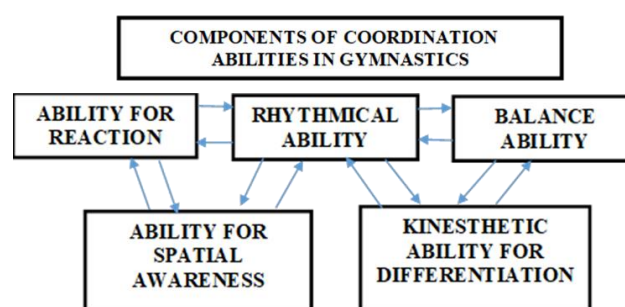 COMPONENTS OF COORDINATION
ABILITIES IN GYMNASTICS
ABILITY FOR
REACTION
RHYTHMICAL
ABILITY
BALANCE
ABILITY
ABILITY FOR
SPATIAL
AWARENESS
KINESTHETIC
ABILITY FOR
DIFFERENTIATION